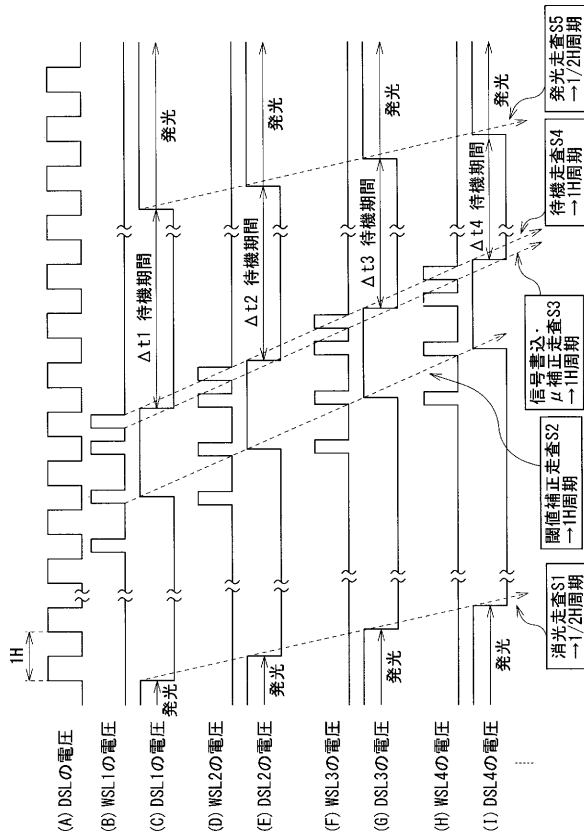 1H
(A) DSLの電圧
(B) WSL1の電圧
(C) DSL1の電圧
発光
Δt1 待機期間
発光
(D) WSL2の電圧
(E) DSL2の電圧
発光
Δt2 待機期間
発光
(F) WSL3の電圧
(G) DSL3の電圧
発光
Δt3 待機期間
発光
(H) WSL4の電圧
(I) DSL4の電圧
発光
Δt4 待機期間
発光
消光走査S1
→1/2H周期
閾値補正走査S2
→1H周期
信号書込・
μ補正走査S3
→1H周期
待機走査S4
→1H周期
発光走査S5
→1/2H周期